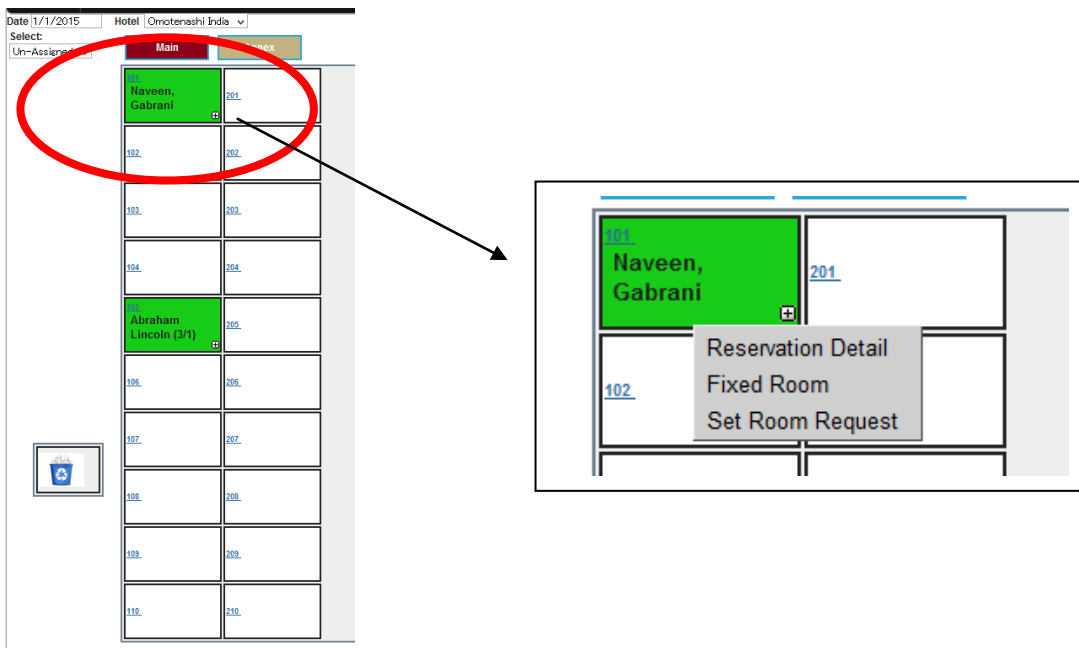 Date 1/1/2015 Hotel Omotenashi India
Select:
Un-Assigned
Main
101
Naveen,
Gabrani
201
102
202
103
203
104
204
105
Abraham
Lincoln (3/1)
205
106
206
107
207
108
208
109
209
110
210
101
Naveen,
Gabrani
201
102
Reservation Detail
Fixed Room
Set Room Request